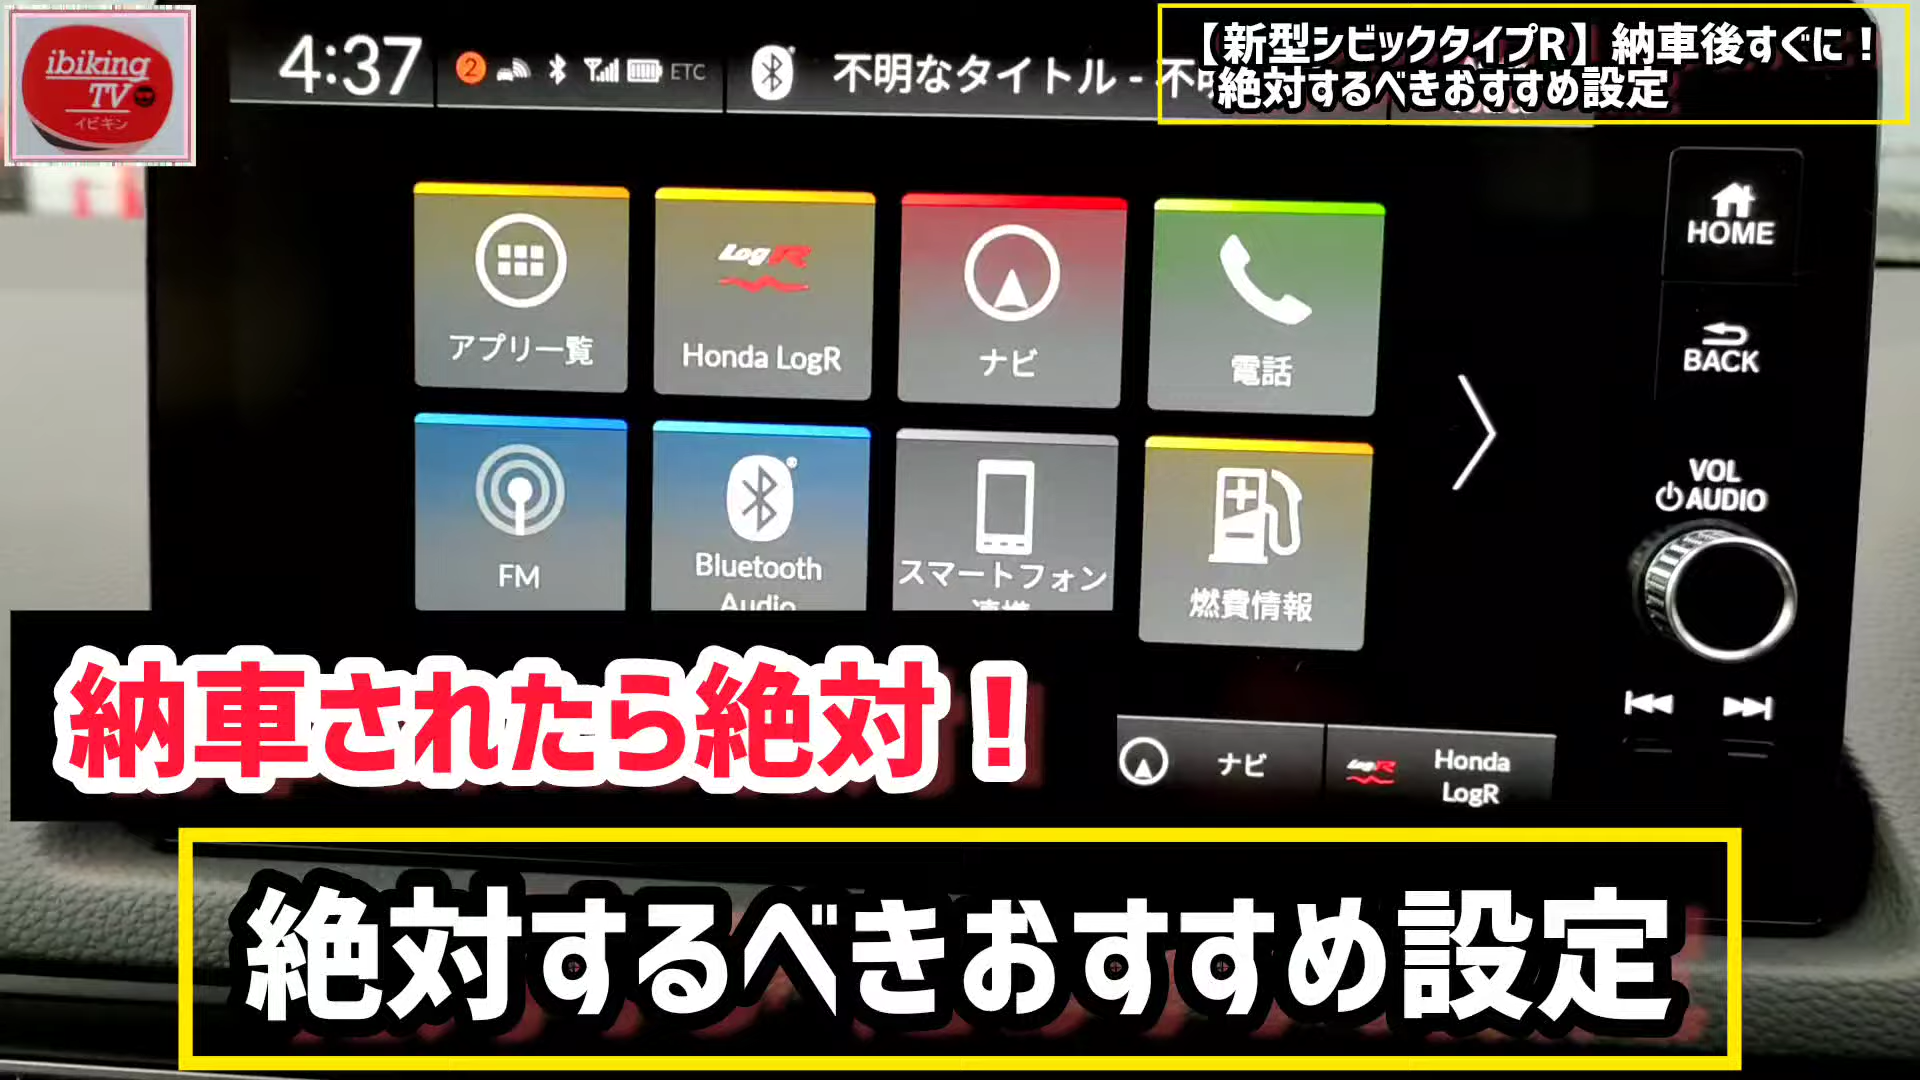 ibiking
TV
イビキン
【新型シビックタイプR】納車後すぐに！
絶対するべきおすすめ設定
4:37
2
ETC
不明なタイトル - 不
アプリ一覧
Honda LogR
LogR
ナビ
電話
HOME
BACK
FM
Bluetooth
Audio
スマートフォン
燃費情報
VOL
AUDIO
ナビ
LogR
Honda
LogR
納車されたら絶対！
絶対するべきおすすめ設定